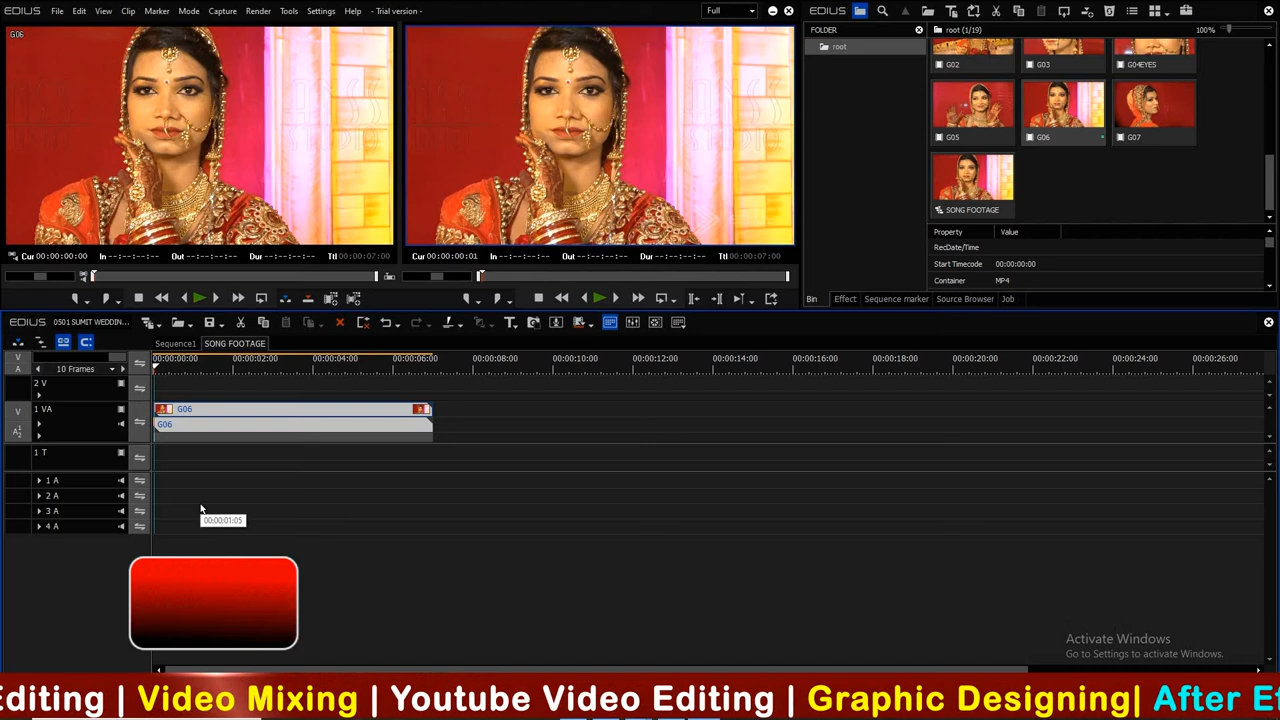 EDIUS File Edit View Clip Marker Mode Capture Render Tools Settings Help - Trial version - Full
EDIUS
G06
FOLDER root (1/19) 100%
root
G02 G03 G04EYES
G05 G06 G07
SONG FOOTAGE
Property Value
RecDate/Time
Start Timecode 00:00:00:00
Container MP4
Cur 00:00:00:00 In --:--:--:-- Out --:--:--:-- Dur --:--:--:-- Ttl 00:00:07:00
Cur 00:00:00:01 In --:--:--:-- Out --:--:--:-- Dur --:--:--:-- Ttl 00:00:07:00
Bin Effect Sequence marker Source Browser Job
EDIUS 0501 SUMIT WEDDIN...
Sequence1 SONG FOOTAGE
V
A
10 Frames
00:00:00:00 00:00:02:00 00:00:04:00 00:00:06:00 00:00:08:00 00:00:10:00 00:00:12:00 00:00:14:00 00:00:16:00 00:00:18:00 00:00:20:00 00:00:22:00 00:00:24:00 00:00:26:00
2 V
V 1 VA G06
A12 G06
1 T
1 A
2 A
3 A
4 A
00:00:01:05
Activate Windows
Go to Settings to activate Windows.
Editing | Video Mixing | Youtube Video Editing | Graphic Designing| After Ef